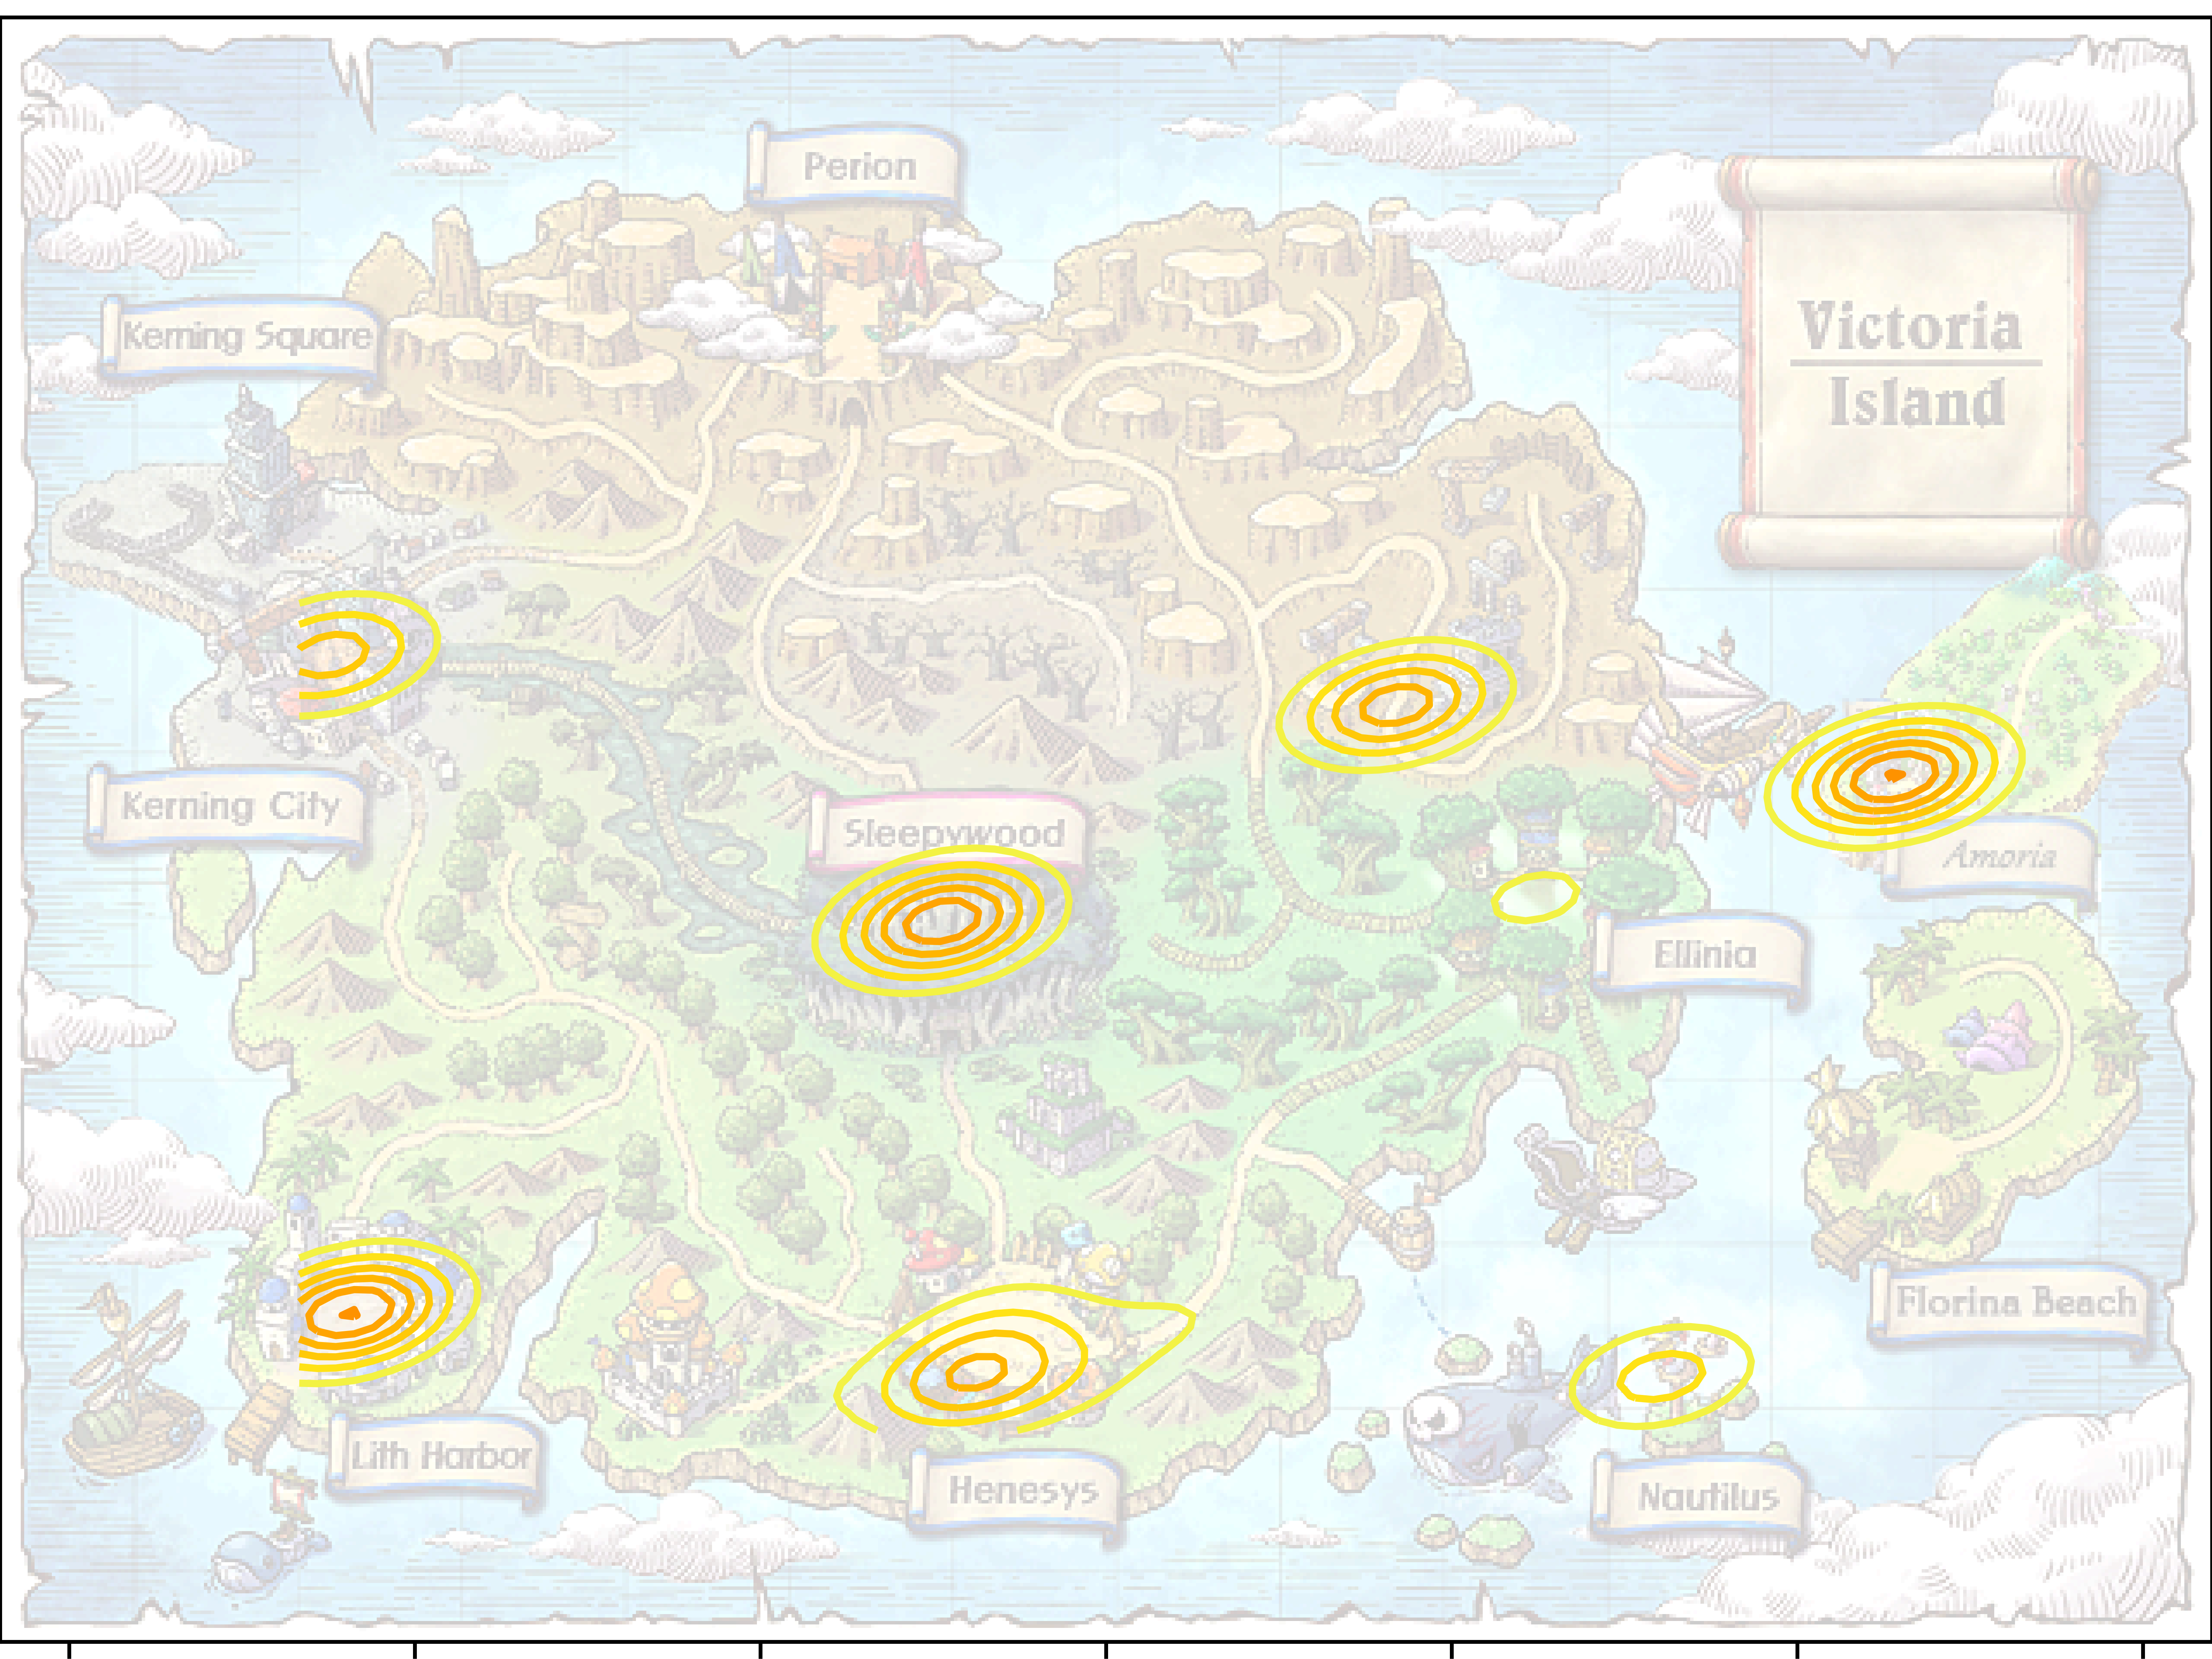 Perion
Kerning Square
Victoria
Island
Kerning City
Sleepywood
Amoria
Ellinia
Florina Beach
Lith Harbor
Henesys
Nautilus